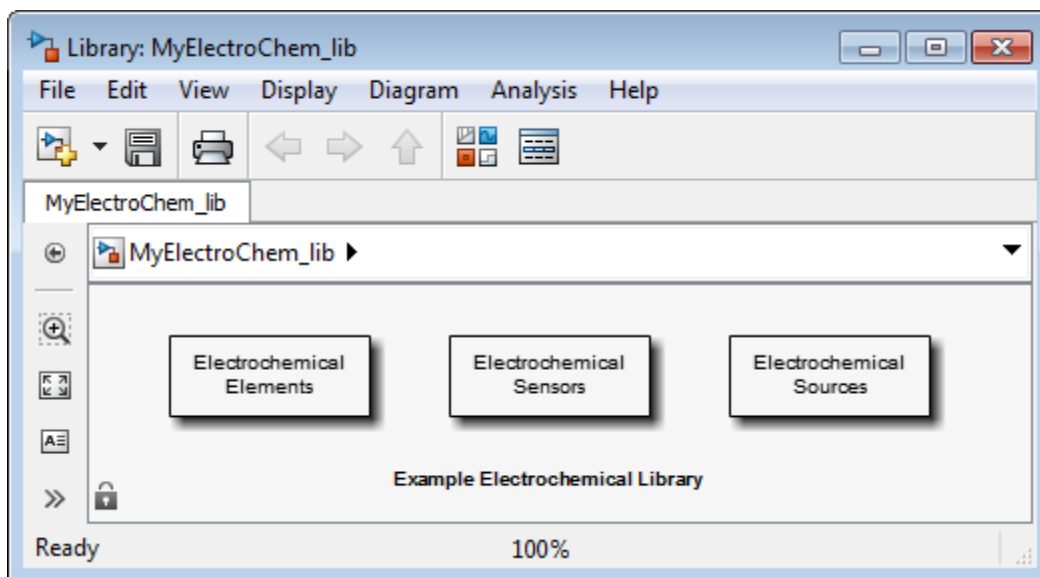 Library: MyElectroChem_lib
File Edit View Display Diagram Analysis Help
MyElectroChem_lib
MyElectroChem_lib
Electrochemical
Elements
Electrochemical
Sensors
Electrochemical
Sources
A
Example Electrochemical Library
Ready 100%